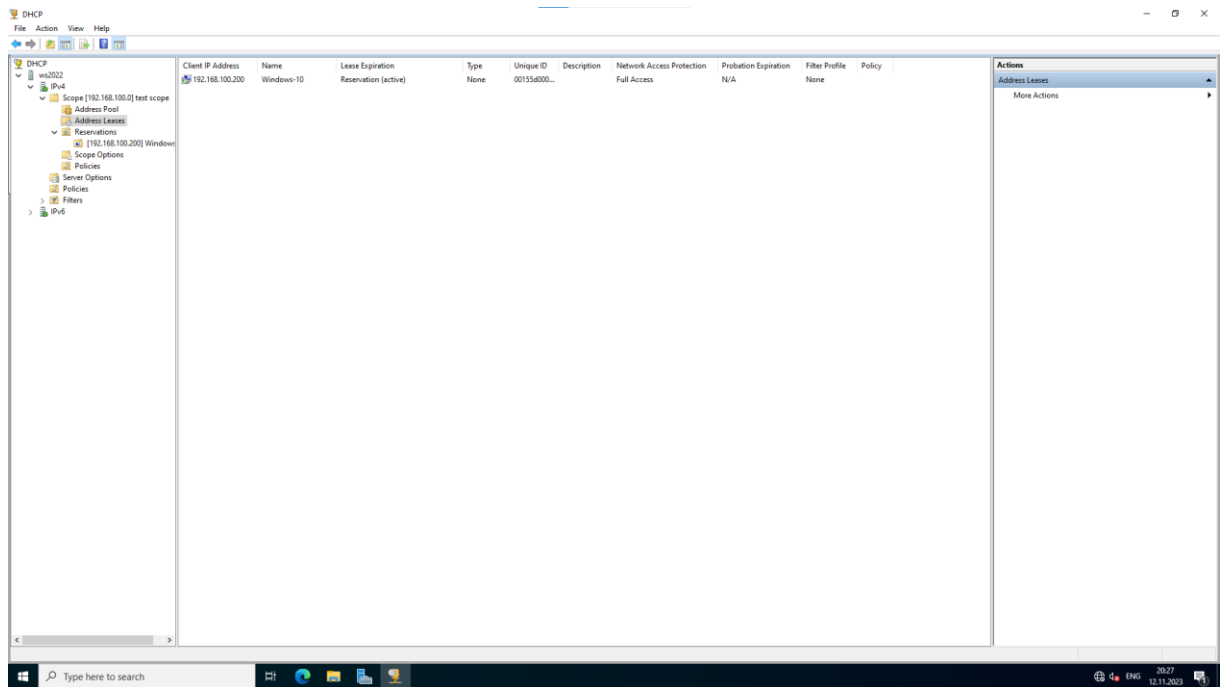 DHCP
File Action View Help
DHCP
ws2022
IPv4
Scope [192.168.100.0] test scope
Address Pool
Address Leases
Reservations
[192.168.100.200] Windows
Scope Options
Policies
Server Options
Policies
Filters
IPv6
Client IP Address Name Lease Expiration Type Unique ID Description Network Access Protection Probation Expiration Filter Profile Policy
192.168.100.200 Windows-10 Reservation (active) None 00155d000... Full Access N/A None
Actions
Address Leases
More Actions
Type here to search
ENG
20:27
12.11.2023